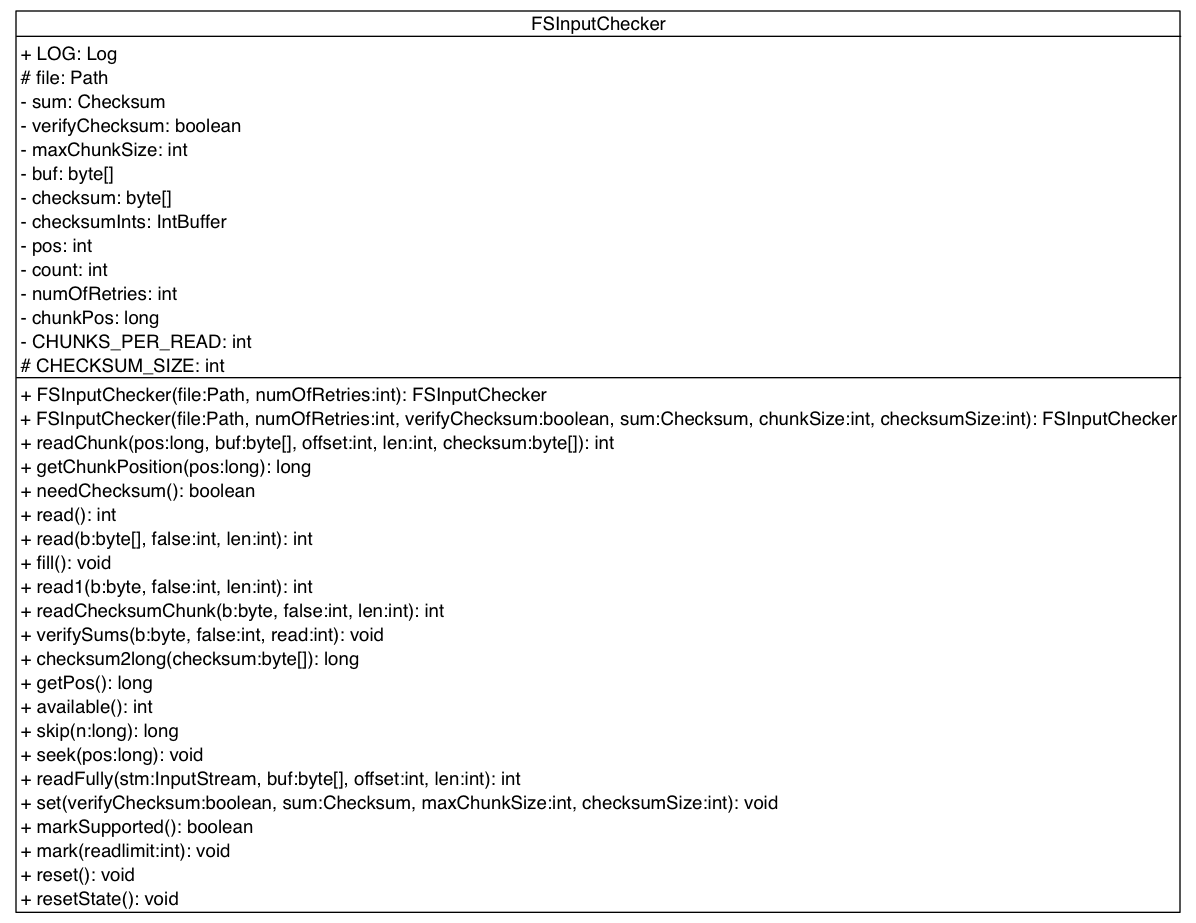 FSInputChecker
+ LOG: Log
# file: Path
- sum: Checksum
- verifyChecksum: boolean
- maxChunkSize: int
- buf: byte[]
- checksum: byte[]
- checksumInts: IntBuffer
- pos: int
- count: int
- numOfRetries: int
- chunkPos: long
- CHUNKS_PER_READ: int
# CHECKSUM_SIZE: int
+ FSInputChecker(file:Path, numOfRetries:int): FSInputChecker
+ FSInputChecker(file:Path, numOfRetries:int, verifyChecksum:boolean, sum:Checksum, chunkSize:int, checksumSize:int): FSInputChecker
+ readChunk(pos:long, buf:byte[], offset:int, len:int, checksum:byte[]): int
+ getChunkPosition(pos:long): long
+ needChecksum(): boolean
+ read(): int
+ read(b:byte[], false:int, len:int): int
+ fill(): void
+ read1(b:byte, false:int, len:int): int
+ readChecksumChunk(b:byte, false:int, len:int): int
+ verifySums(b:byte, false:int, read:int): void
+ checksum2long(checksum:byte[]): long
+ getPos(): long
+ available(): int
+ skip(n:long): long
+ seek(pos:long): void
+ readFully(stm:InputStream, buf:byte[], offset:int, len:int): int
+ set(verifyChecksum:boolean, sum:Checksum, maxChunkSize:int, checksumSize:int): void
+ markSupported(): boolean
+ mark(readlimit:int): void
+ reset(): void
+ resetState(): void